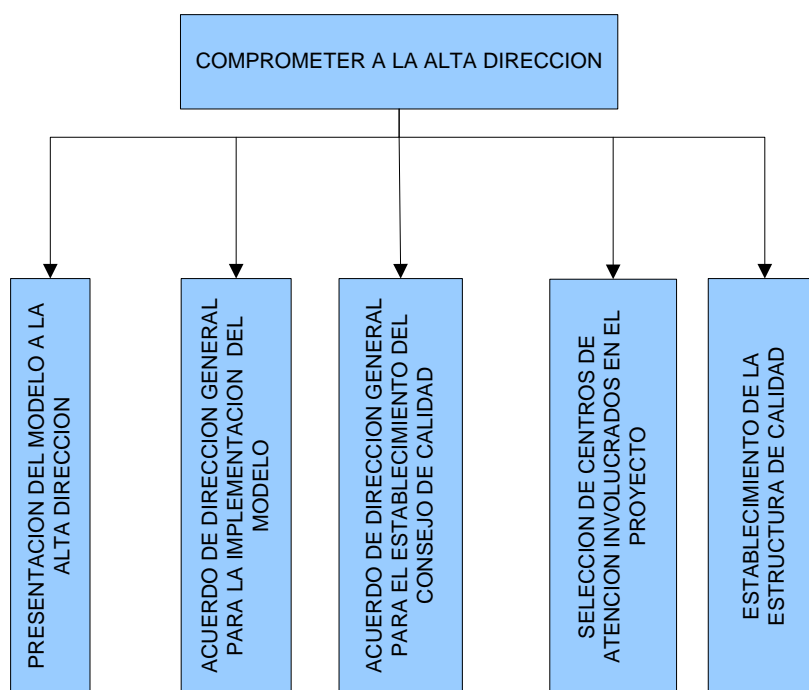 COMPROMETER A LA ALTA DIRECCION
PRESENTACION DEL MODELO A LA
ALTA DIRECCION
ACUERDO DE DIRECCION GENERAL
PARA LA IMPLEMENTACION DEL
MODELO
ACUERDO DE DIRECCION GENERAL
PARA EL ESTABLECIMIENTO DEL
CONSEJO DE CALIDAD
SELECCION DE CENTROS DE
ATENCION INVOLUCRADOS EN EL
PROYECTO
ESTABLECIMIENTO DE LA
ESTRUCTURA DE CALIDAD